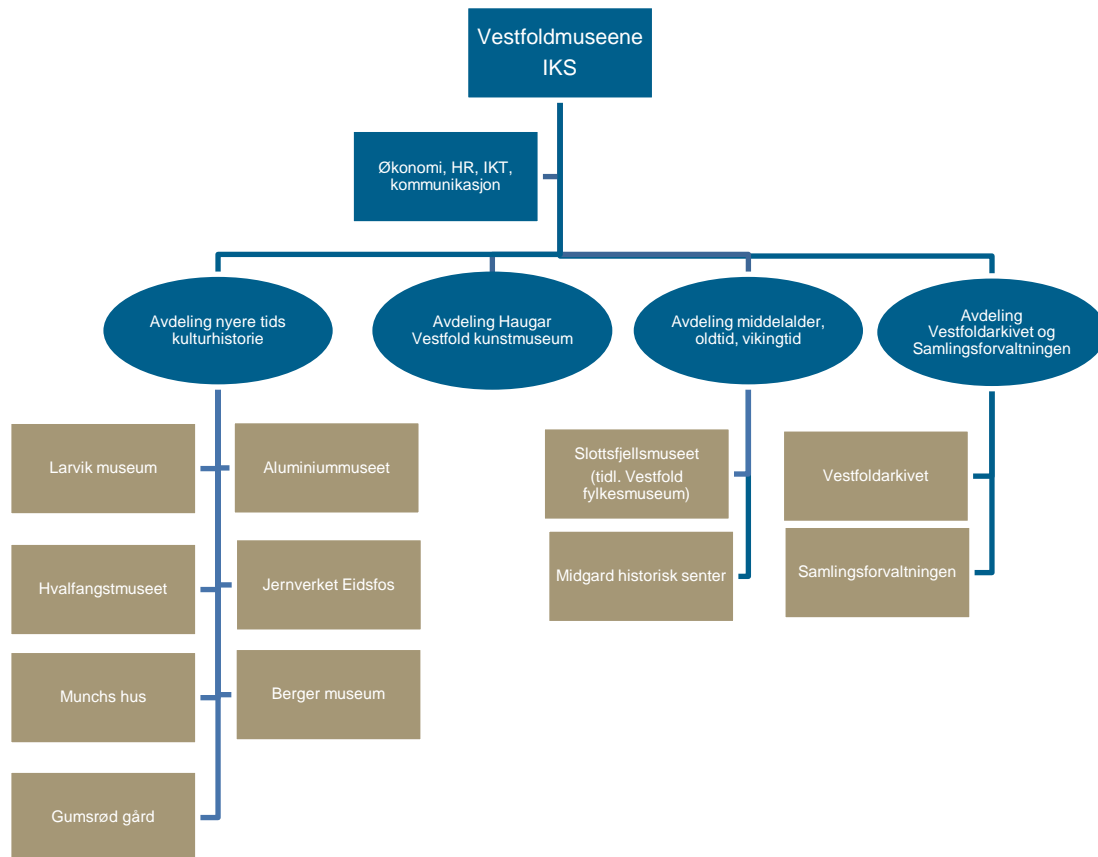 Vestfoldmuseene
IKS
Økonomi, HR, IKT,
kommunikasjon
Avdeling nyere tids
kulturhistorie
Avdeling Haugar
Vestfold kunstmuseum
Avdeling middelalder,
oldtid, vikingtid
Avdeling
Vestfoldarkivet og
Samlingsforvaltningen
Larvik museum
Aluminiummuseet
Hvalfangstmuseet
Jernverket Eidsfos
Munchs hus
Berger museum
Gumsrød gård
Slottsfjellsmuseet
(tidl. Vestfold
fylkesmuseum)
Midgard historisk senter
Vestfoldarkivet
Samlingsforvaltningen